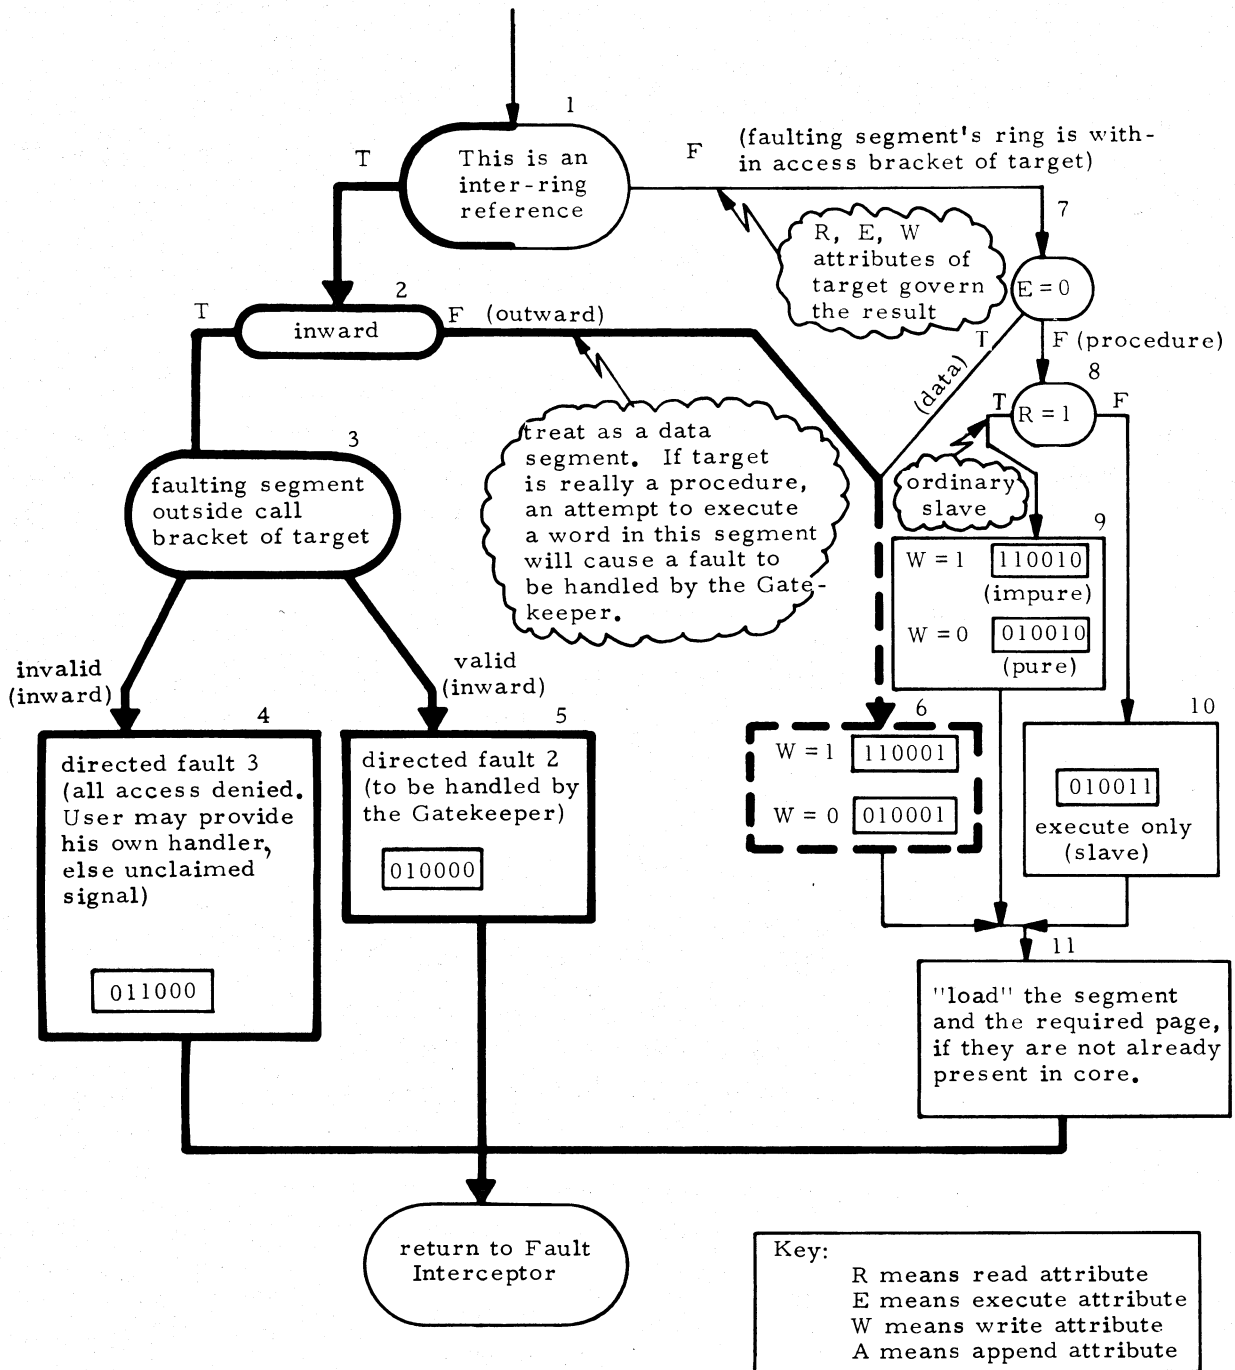 1
This is an
inter-ring
reference
T
F
(faulting segment's ring is with-
in access bracket of target)
7
R, E, W
attributes of
target govern
the result
E = 0
T
(data)
F (procedure)
8
T
R = 1
F
ordinary
slave
2
T
inward
F (outward)
treat as a data
segment. If target
is really a procedure,
an attempt to execute
a word in this segment
will cause a fault to
be handled by the Gate-
keeper.
3
faulting segment
outside call
bracket of target
9
W = 1 110010
(impure)
W = 0 010010
(pure)
invalid
(inward)
valid
(inward)
4
directed fault 3
(all access denied.
User may provide
his own handler,
else unclaimed
signal)
011000
5
directed fault 2
(to be handled by
the Gatekeeper)
010000
6
W = 1 110001
W = 0 010001
10
010011
execute only
(slave)
11
"load" the segment
and the required page,
if they are not already
present in core.
return to Fault
Interceptor
Key:
R means read attribute
E means execute attribute
W means write attribute
A means append attribute